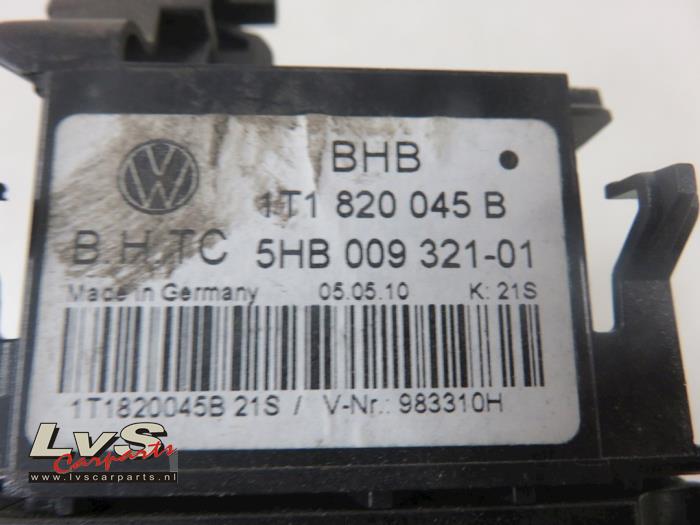 BHB
1T1 820 045 B
B.H.TC 5HB 009 321-01
Made in Germany 05.05.10 K: 21S
1T1820045B 21S / V-Nr.: 983310H
LvS
Carparts
www.lvscarparts.nl